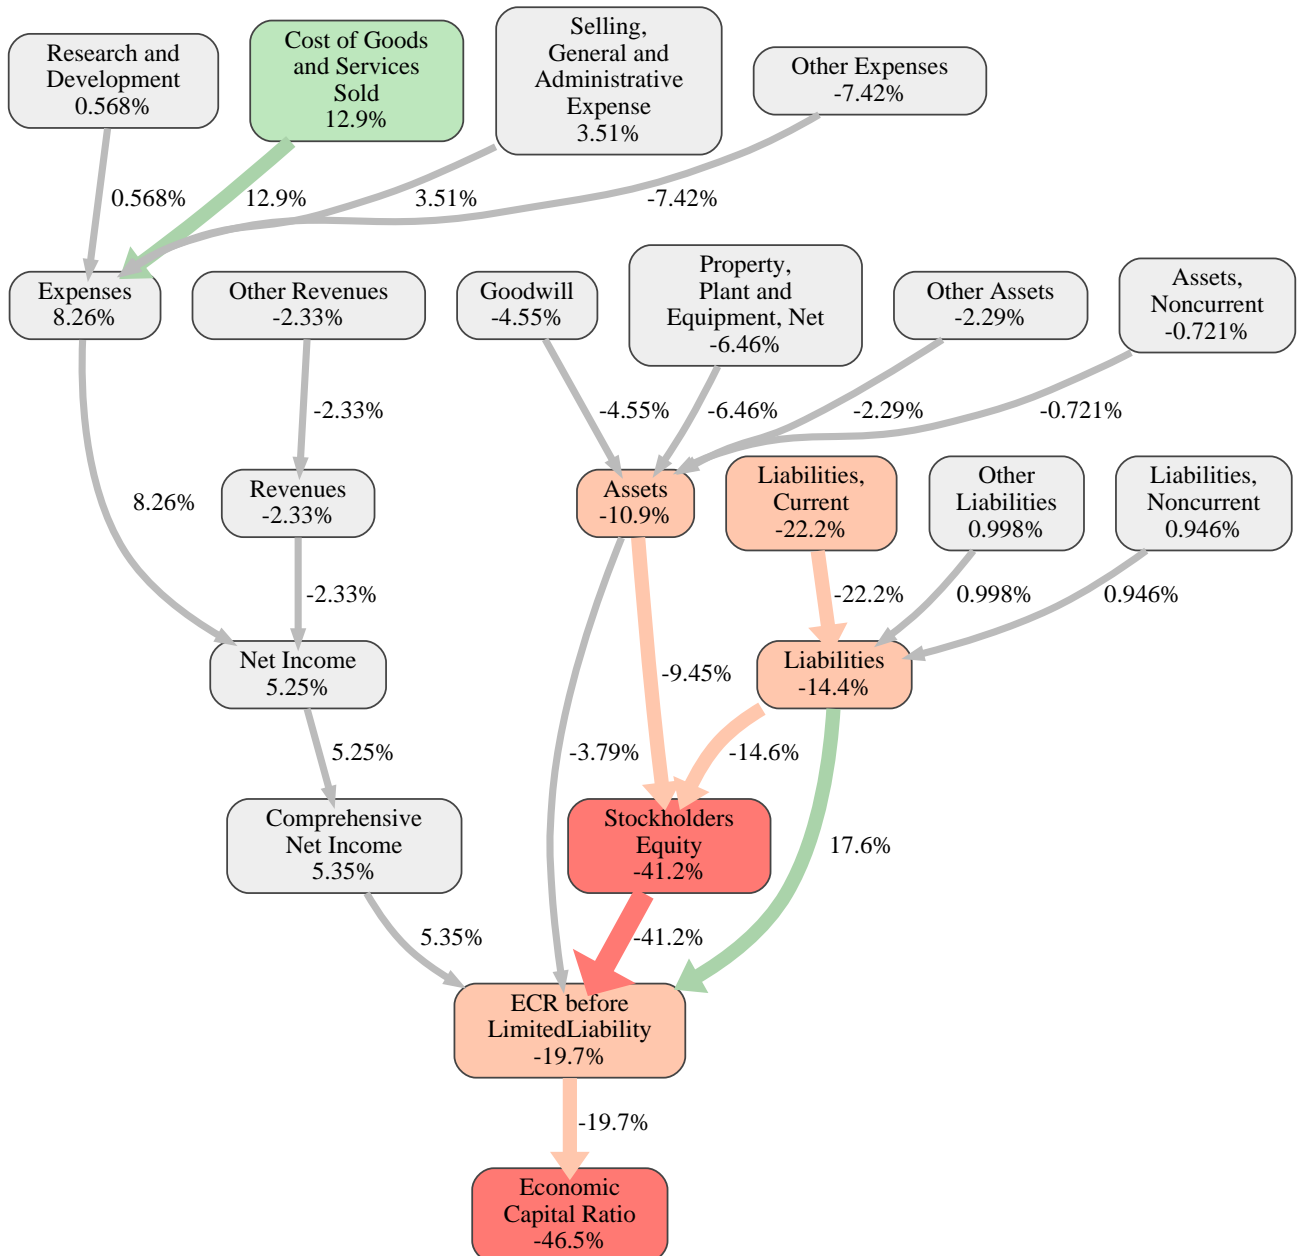 Research and
Development
0.568%
Cost of Goods
and Services
Sold
12.9%
Selling,
General and
Administrative
Expense
3.51%
Other Expenses
-7.42%
0.568%
12.9%
3.51%
-7.42%
Expenses
8.26%
Other Revenues
-2.33%
Goodwill
-4.55%
Property,
Plant and
Equipment, Net
-6.46%
Other Assets
-2.29%
Assets,
Noncurrent
-0.721%
-2.33%
-4.55%
-6.46%
-2.29%
-0.721%
8.26%
Revenues
-2.33%
Assets
-10.9%
Liabilities,
Current
-22.2%
Other
Liabilities
0.998%
Liabilities,
Noncurrent
0.946%
-2.33%
-22.2%
0.998%
0.946%
Net Income
5.25%
-9.45%
Liabilities
-14.4%
5.25%
-3.79%
-14.6%
Comprehensive
Net Income
5.35%
Stockholders
Equity
-41.2%
17.6%
5.35%
-41.2%
ECR before
LimitedLiability
-19.7%
-19.7%
Economic
Capital Ratio
-46.5%